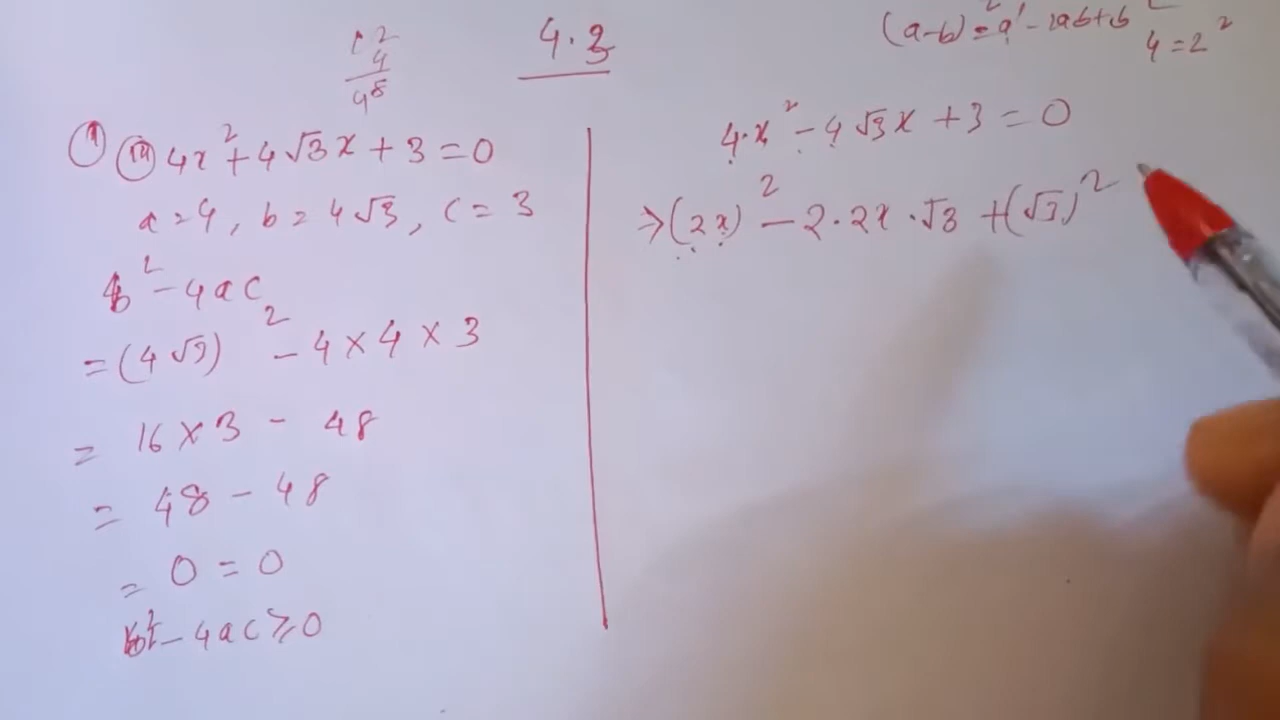 4.3
1 2
4
48
(a-b)² = a² - 2ab + b²
4 = 2²
① (iii) 4x² + 4√3x + 3 = 0
a = 4, b = 4√3, c = 3
b² - 4ac
= (4√3)² - 4 × 4 × 3
= 16 × 3 - 48
= 48 - 48
= 0 = 0
b² - 4ac ≥ 0
4·x² - 4√3x + 3 = 0
⇒ (2x)² - 2·2x·√3 + (√3)²